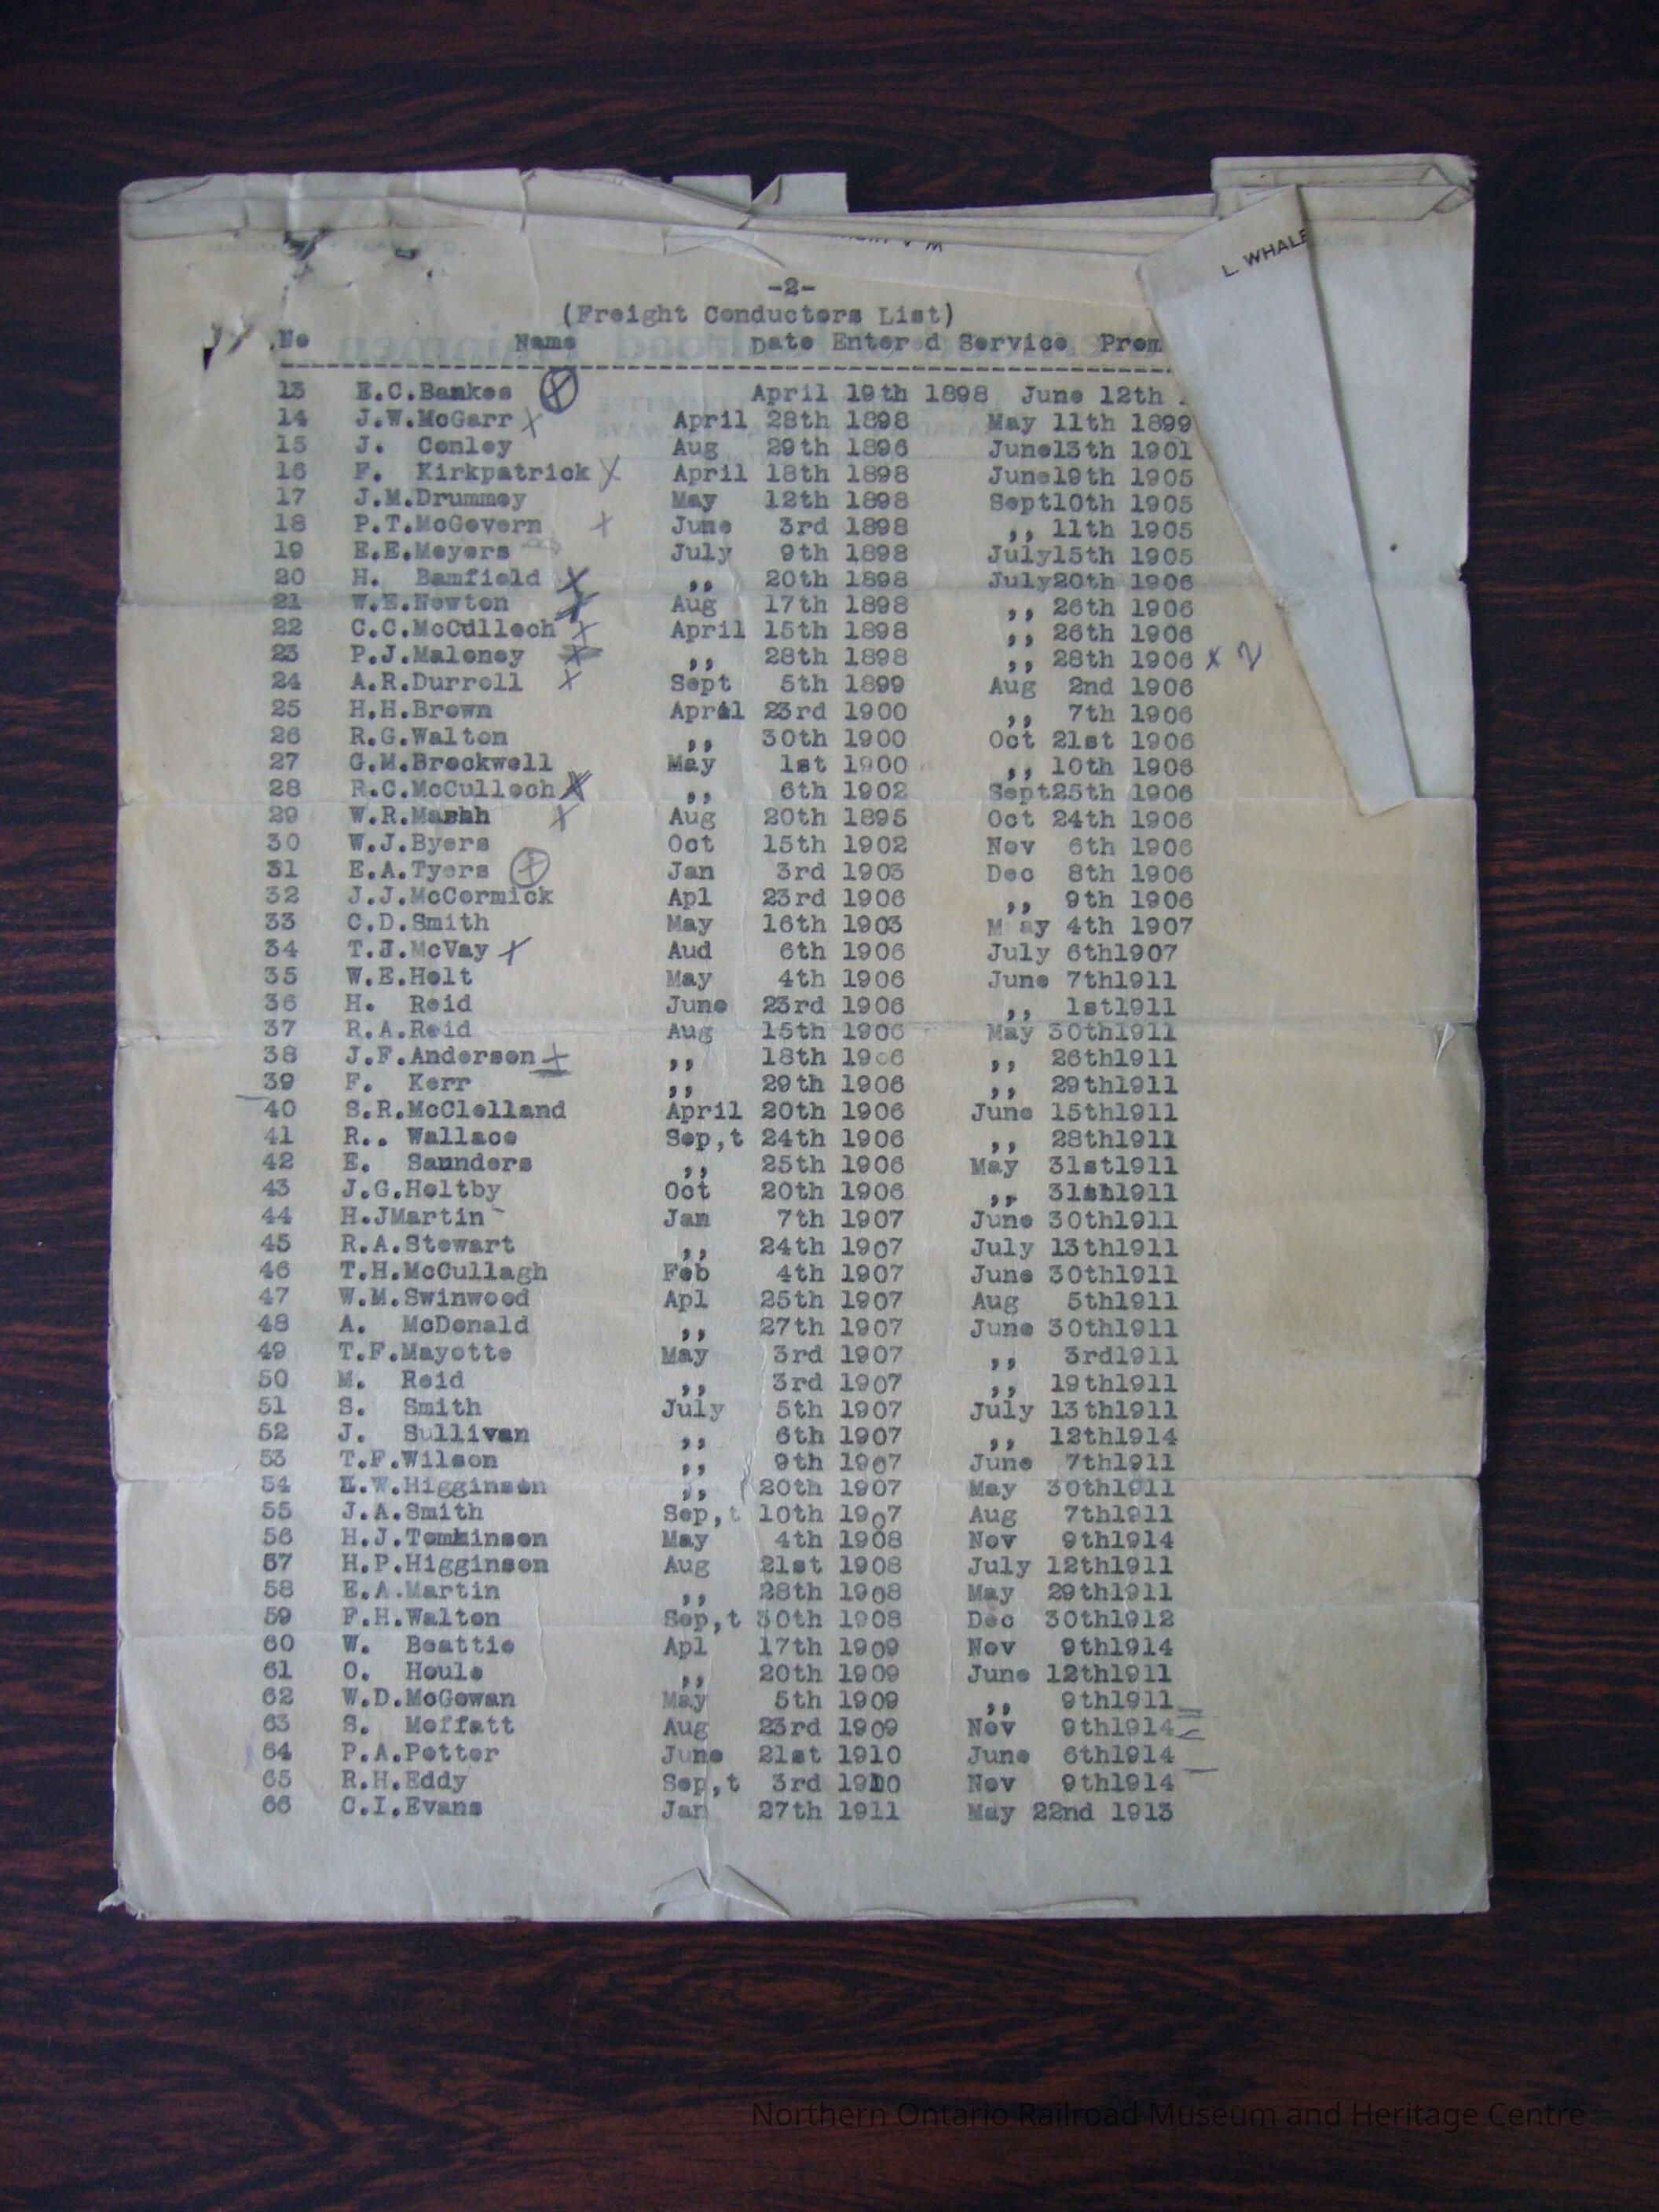 L. WHALE
-2-
(Freight Conductors List)
No Name Date Enter d Service Prom
13 E.C.Bankes April 19th 1898 June 12th
14 J.W.McGarr X April 28th 1898 May 11th 1899
15 J. Conley Aug 29th 1896 June13th 1901
16 F. Kirkpatrick X April 18th 1898 June19th 1905
17 J.M.Drummey May 12th 1898 Sept10th 1905
18 P.T.McGovern X June 3rd 1898 ,, 11th 1905
19 E.E.Meyers July 9th 1898 July15th 1905
20 H. Bamfield X ,, 20th 1898 July20th 1906
21 W.E.Newton X Aug 17th 1898 ,, 26th 1906
22 C.C.McCulloch X April 15th 1898 ,, 26th 1906
23 P.J.Maloney X ,, 28th 1898 ,, 28th 1906 x 2
24 A.R.Durrell X Sept 5th 1899 Aug 2nd 1906
25 H.H.Brown April 23rd 1900 ,, 7th 1906
26 R.G.Walton ,, 30th 1900 Oct 21st 1906
27 G.M.Brockwell May 1st 1900 ,, 10th 1906
28 R.C.McCulloch X ,, 6th 1902 Sept25th 1906
29 W.R.Marsh X Aug 20th 1895 Oct 24th 1906
30 W.J.Byers Oct 15th 1902 Nov 6th 1906
31 E.A.Tyers X Jan 3rd 1903 Dec 8th 1906
32 J.J.McCormick Apl 23rd 1906 ,, 9th 1906
33 C.D.Smith May 16th 1903 M ay 4th 1907
34 T.J.McVay X Aud 6th 1906 July 6th1907
35 W.E.Holt May 4th 1906 June 7th1911
36 H. Reid June 23rd 1906 ,, 1st1911
37 R.A.Reid Aug 15th 1906 May 30th1911
38 J.F.Anderson X ,, 18th 1906 ,, 26th1911
39 F. Kerr ,, 29th 1906 ,, 29th1911
40 S.R.McClelland April 20th 1906 June 15th1911
41 R.. Wallace Sep,t 24th 1906 ,, 28th1911
42 E. Saunders ,, 25th 1906 May 31st1911
43 J.G.Holtby Oct 20th 1906 ,, 31st1911
44 H.JMartin Jan 7th 1907 June 30th1911
45 R.A.Stewart ,, 24th 1907 July 13th1911
46 T.H.McCullagh Feb 4th 1907 June 30th1911
47 W.M.Swinwood Apl 25th 1907 Aug 5th1911
48 A. McDonald ,, 27th 1907 June 30th1911
49 T.F.Mayotte May 3rd 1907 ,, 3rd1911
50 M. Reid ,, 3rd 1907 ,, 19th1911
51 S. Smith July 5th 1907 July 13th1911
52 J. Sullivan ,, 6th 1907 ,, 12th1914
53 T.F.Wilson ,, 9th 1907 June 7th1911
54 E.W.Higginson ,, 20th 1907 May 30th1911
55 J.A.Smith Sep,t 10th 1907 Aug 7th1911
56 H.J.Tomkinson May 4th 1908 Nov 9th1914
57 H.P.Higginson Aug 21st 1908 July 12th1911
58 E.A.Martin ,, 28th 1908 May 29th1911
59 F.H.Walton Sep,t 30th 1908 Dec 30th1912
60 W. Beattie Apl 17th 1909 Nov 9th1914
61 O. Houle ,, 20th 1909 June 12th1911
62 W.D.McGowan May 5th 1909 ,, 9th1911
63 S. Moffatt Aug 23rd 1909 Nov 9th1914
64 P.A.Potter June 21st 1910 June 6th1914
65 R.H.Eddy Sep,t 3rd 1910 Nov 9th1914
66 C.I.Evans Jan 27th 1911 May 22nd 1913
Northern Ontario Railroad Museum and Heritage Centre